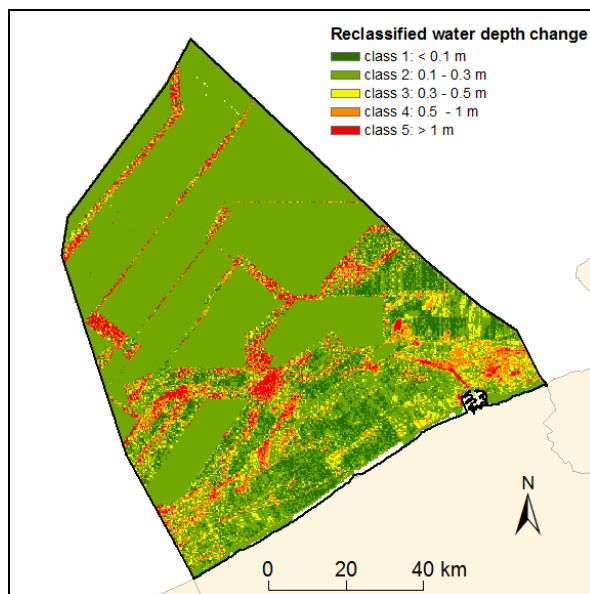 Reclassified water depth change
class 1: < 0.1 m
class 2: 0.1 - 0.3 m
class 3: 0.3 - 0.5 m
class 4: 0.5 - 1 m
class 5: > 1 m
N
0 20 40 km